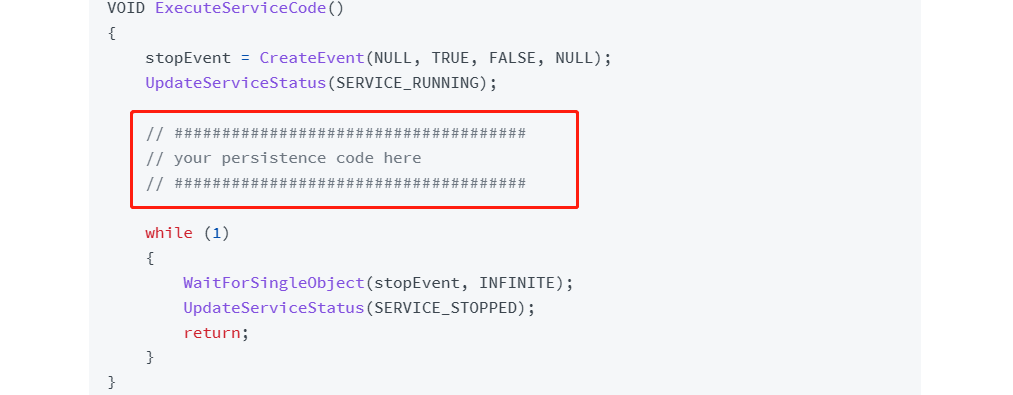 VOID ExecuteServiceCode()
{
    stopEvent = CreateEvent(NULL, TRUE, FALSE, NULL);
    UpdateServiceStatus(SERVICE_RUNNING);
    // #####################################
    // your persistence code here
    // #####################################
    while (1)
    {
        WaitForSingleObject(stopEvent, INFINITE);
        UpdateServiceStatus(SERVICE_STOPPED);
        return;
    }
}